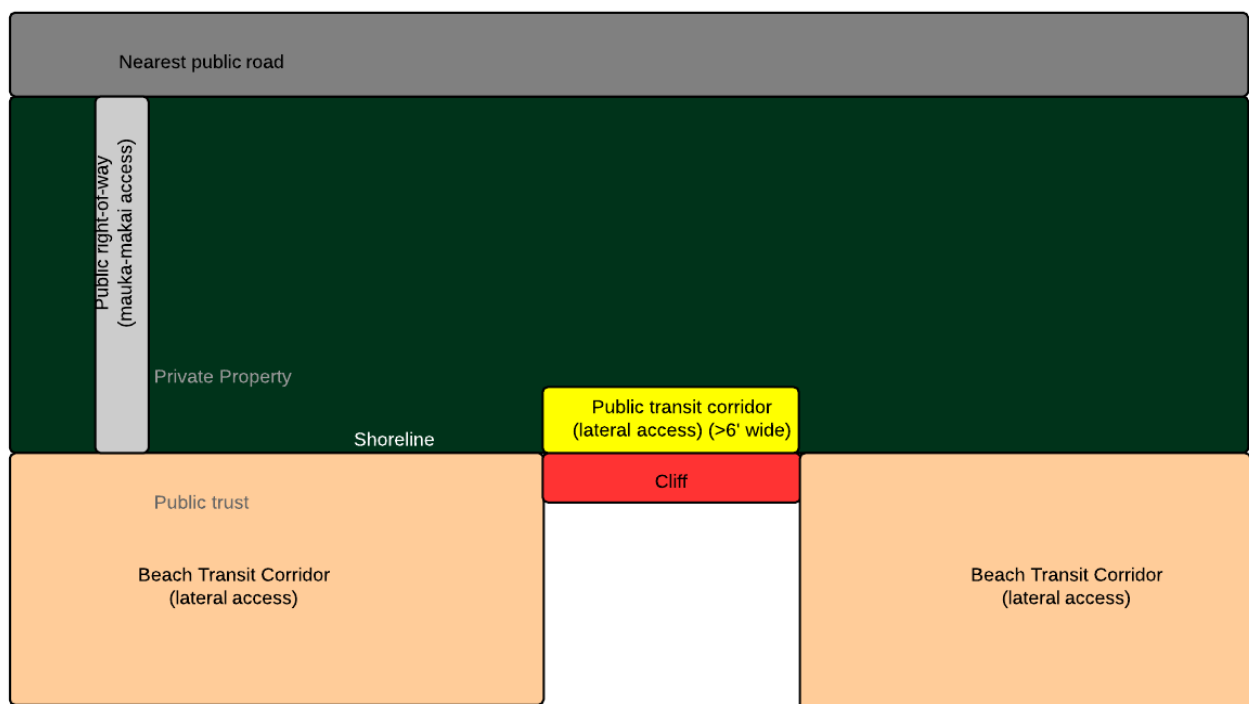 Nearest public road
Public right-of-way
(mauka-makai access)
Private Property
Public transit corridor
(lateral access) (>6' wide)
Shoreline
Cliff
Public trust
Beach Transit Corridor
(lateral access)
Beach Transit Corridor
(lateral access)